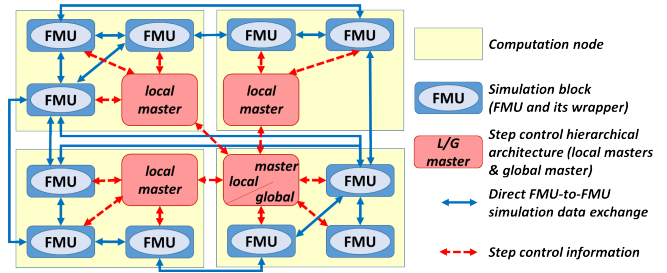 FMU
FMU
FMU
local
master
FMU
FMU
local
master
FMU
FMU
FMU
local
master
master
local
global
FMU
FMU
FMU
Computation node
FMU
Simulation block
(FMU and its wrapper)
L/G
master
Step control hierarchical
architecture (local masters
& global master)
Direct FMU-to-FMU
simulation data exchange
Step control information